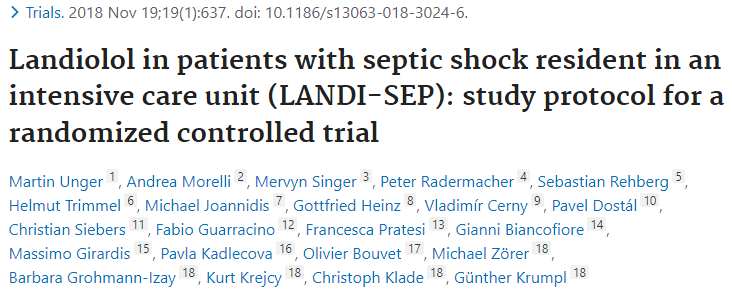 Trials. 2018 Nov 19;19(1):637. doi: 10.1186/s13063-018-3024-6.
Landiolol in patients with septic shock resident in an
intensive care unit (LANDI-SEP): study protocol for a
randomized controlled trial
Martin Unger 1, Andrea Morelli 2, Mervyn Singer 3, Peter Radermacher 4, Sebastian Rehberg 5,
Helmut Trimmel 6, Michael Joannidis 7, Gottfried Heinz 8, Vladimír Cerny 9, Pavel Dostál 10,
Christian Siebers 11, Fabio Guarracino 12, Francesca Pratesi 13, Gianni Biancofiore 14,
Massimo Girardis 15, Pavla Kadlecova 16, Olivier Bouvet 17, Michael Zörer 18,
Barbara Grohmann-Izay 18, Kurt Krejcy 18, Christoph Klade 18, Günther Krumpl 18